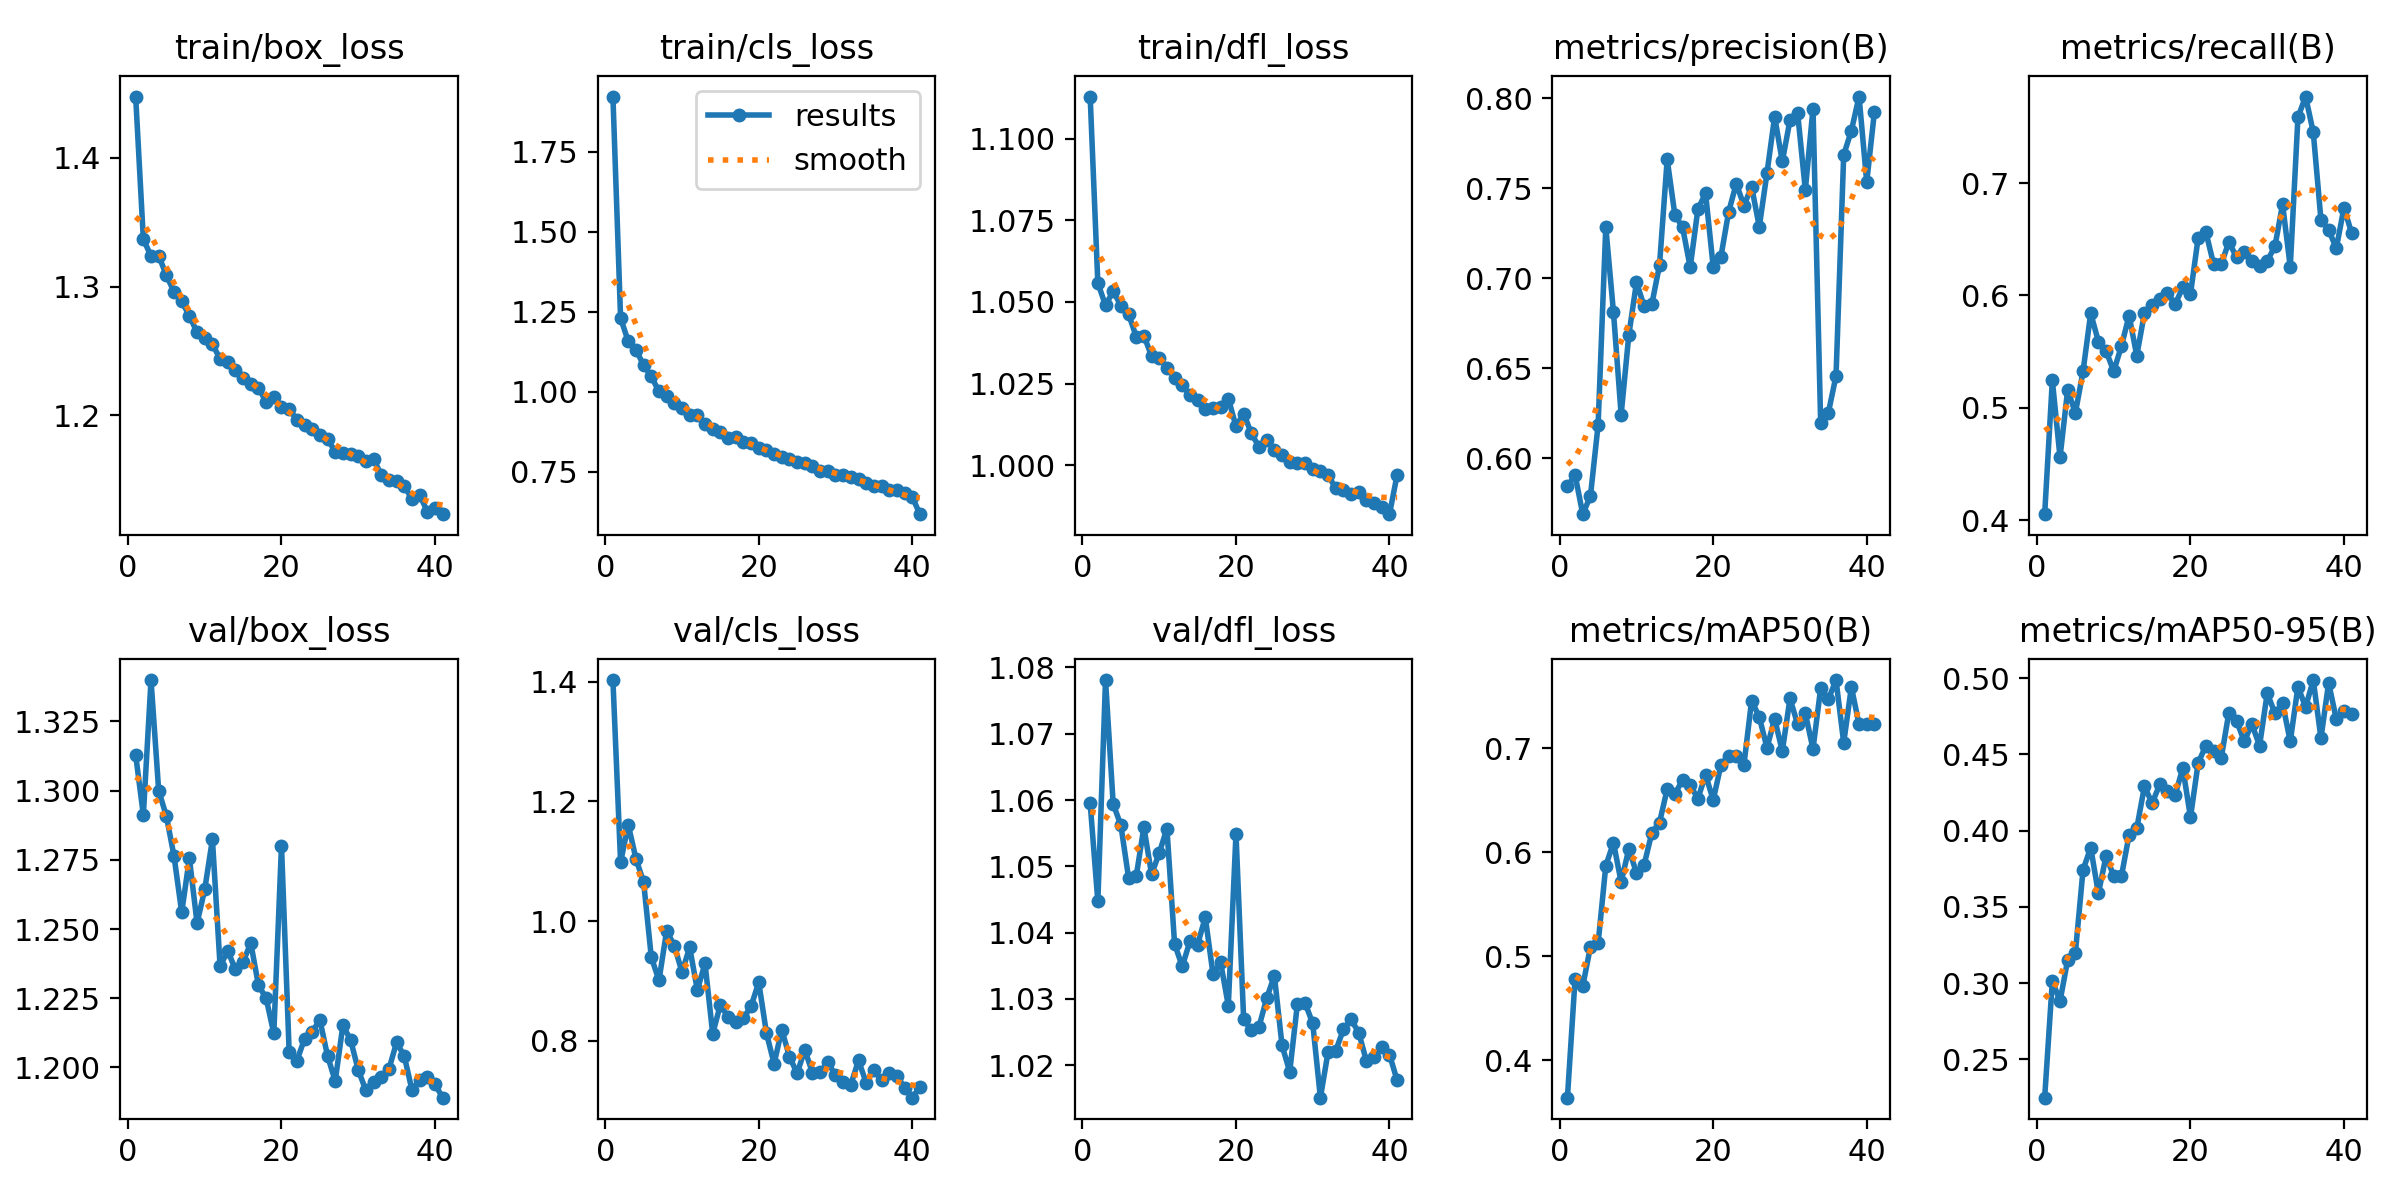 train/box_loss
1.4
1.3
1.2
0 20 40
train/cls_loss
results
smooth
1.75
1.50
1.25
1.00
0.75
0 20 40
train/dfl_loss
1.100
1.075
1.050
1.025
1.000
0 20 40
metrics/precision(B)
0.80
0.75
0.70
0.65
0.60
0 20 40
metrics/recall(B)
0.7
0.6
0.5
0.4
0 20 40
val/box_loss
1.325
1.300
1.275
1.250
1.225
1.200
0 20 40
val/cls_loss
1.4
1.2
1.0
0.8
0 20 40
val/dfl_loss
1.08
1.07
1.06
1.05
1.04
1.03
1.02
0 20 40
metrics/mAP50(B)
0.7
0.6
0.5
0.4
0 20 40
metrics/mAP50-95(B)
0.50
0.45
0.40
0.35
0.30
0.25
0 20 40